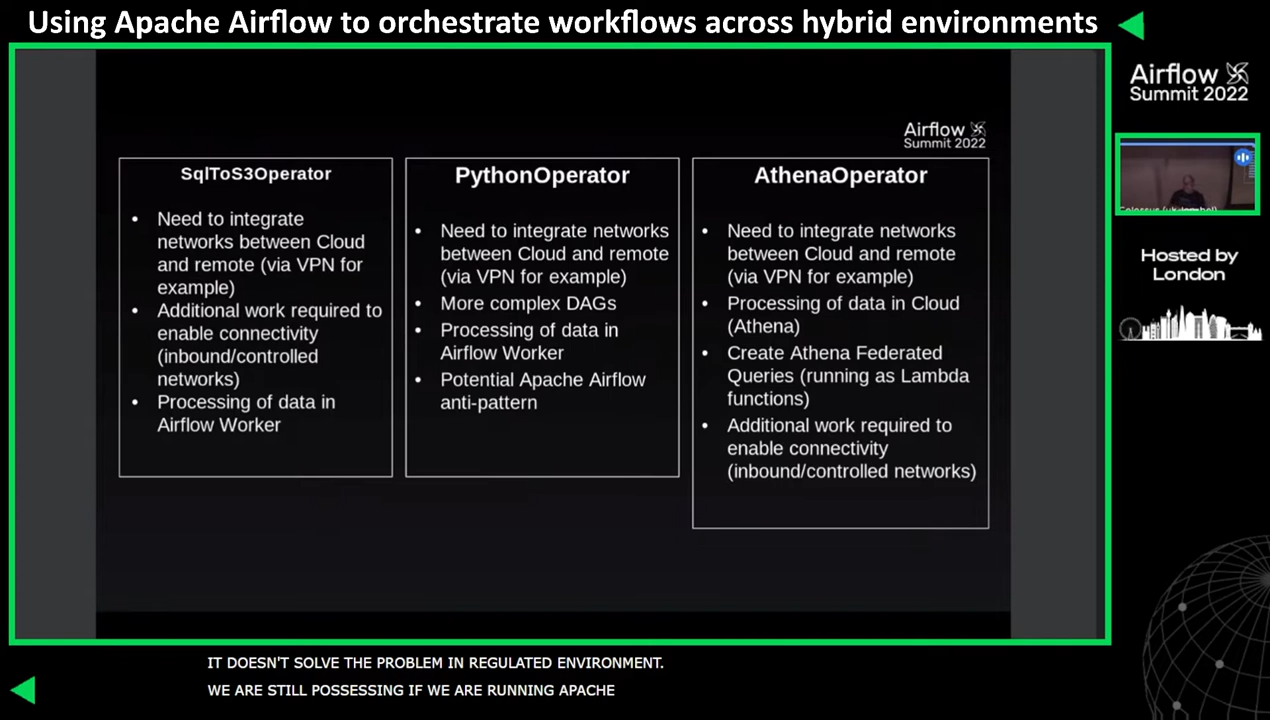 Using Apache Airflow to orchestrate workflows across hybrid environments
Airflow
Summit 2022
Airflow
Summit 2022
SqlToS3Operator
• Need to integrate
networks between Cloud
and remote (via VPN for
example)
• Additional work required to
enable connectivity
(inbound/controlled
networks)
• Processing of data in
Airflow Worker
PythonOperator
• Need to integrate networks
between Cloud and remote
(via VPN for example)
• More complex DAGs
• Processing of data in
Airflow Worker
• Potential Apache Airflow
anti-pattern
AthenaOperator
• Need to integrate networks
between Cloud and remote
(via VPN for example)
• Processing of data in Cloud
(Athena)
• Create Athena Federated
Queries (running as Lambda
functions)
• Additional work required to
enable connectivity
(inbound/controlled networks)
Hosted by
London
IT DOESN'T SOLVE THE PROBLEM IN REGULATED ENVIRONMENT.
WE ARE STILL POSSESSING IF WE ARE RUNNING APACHE